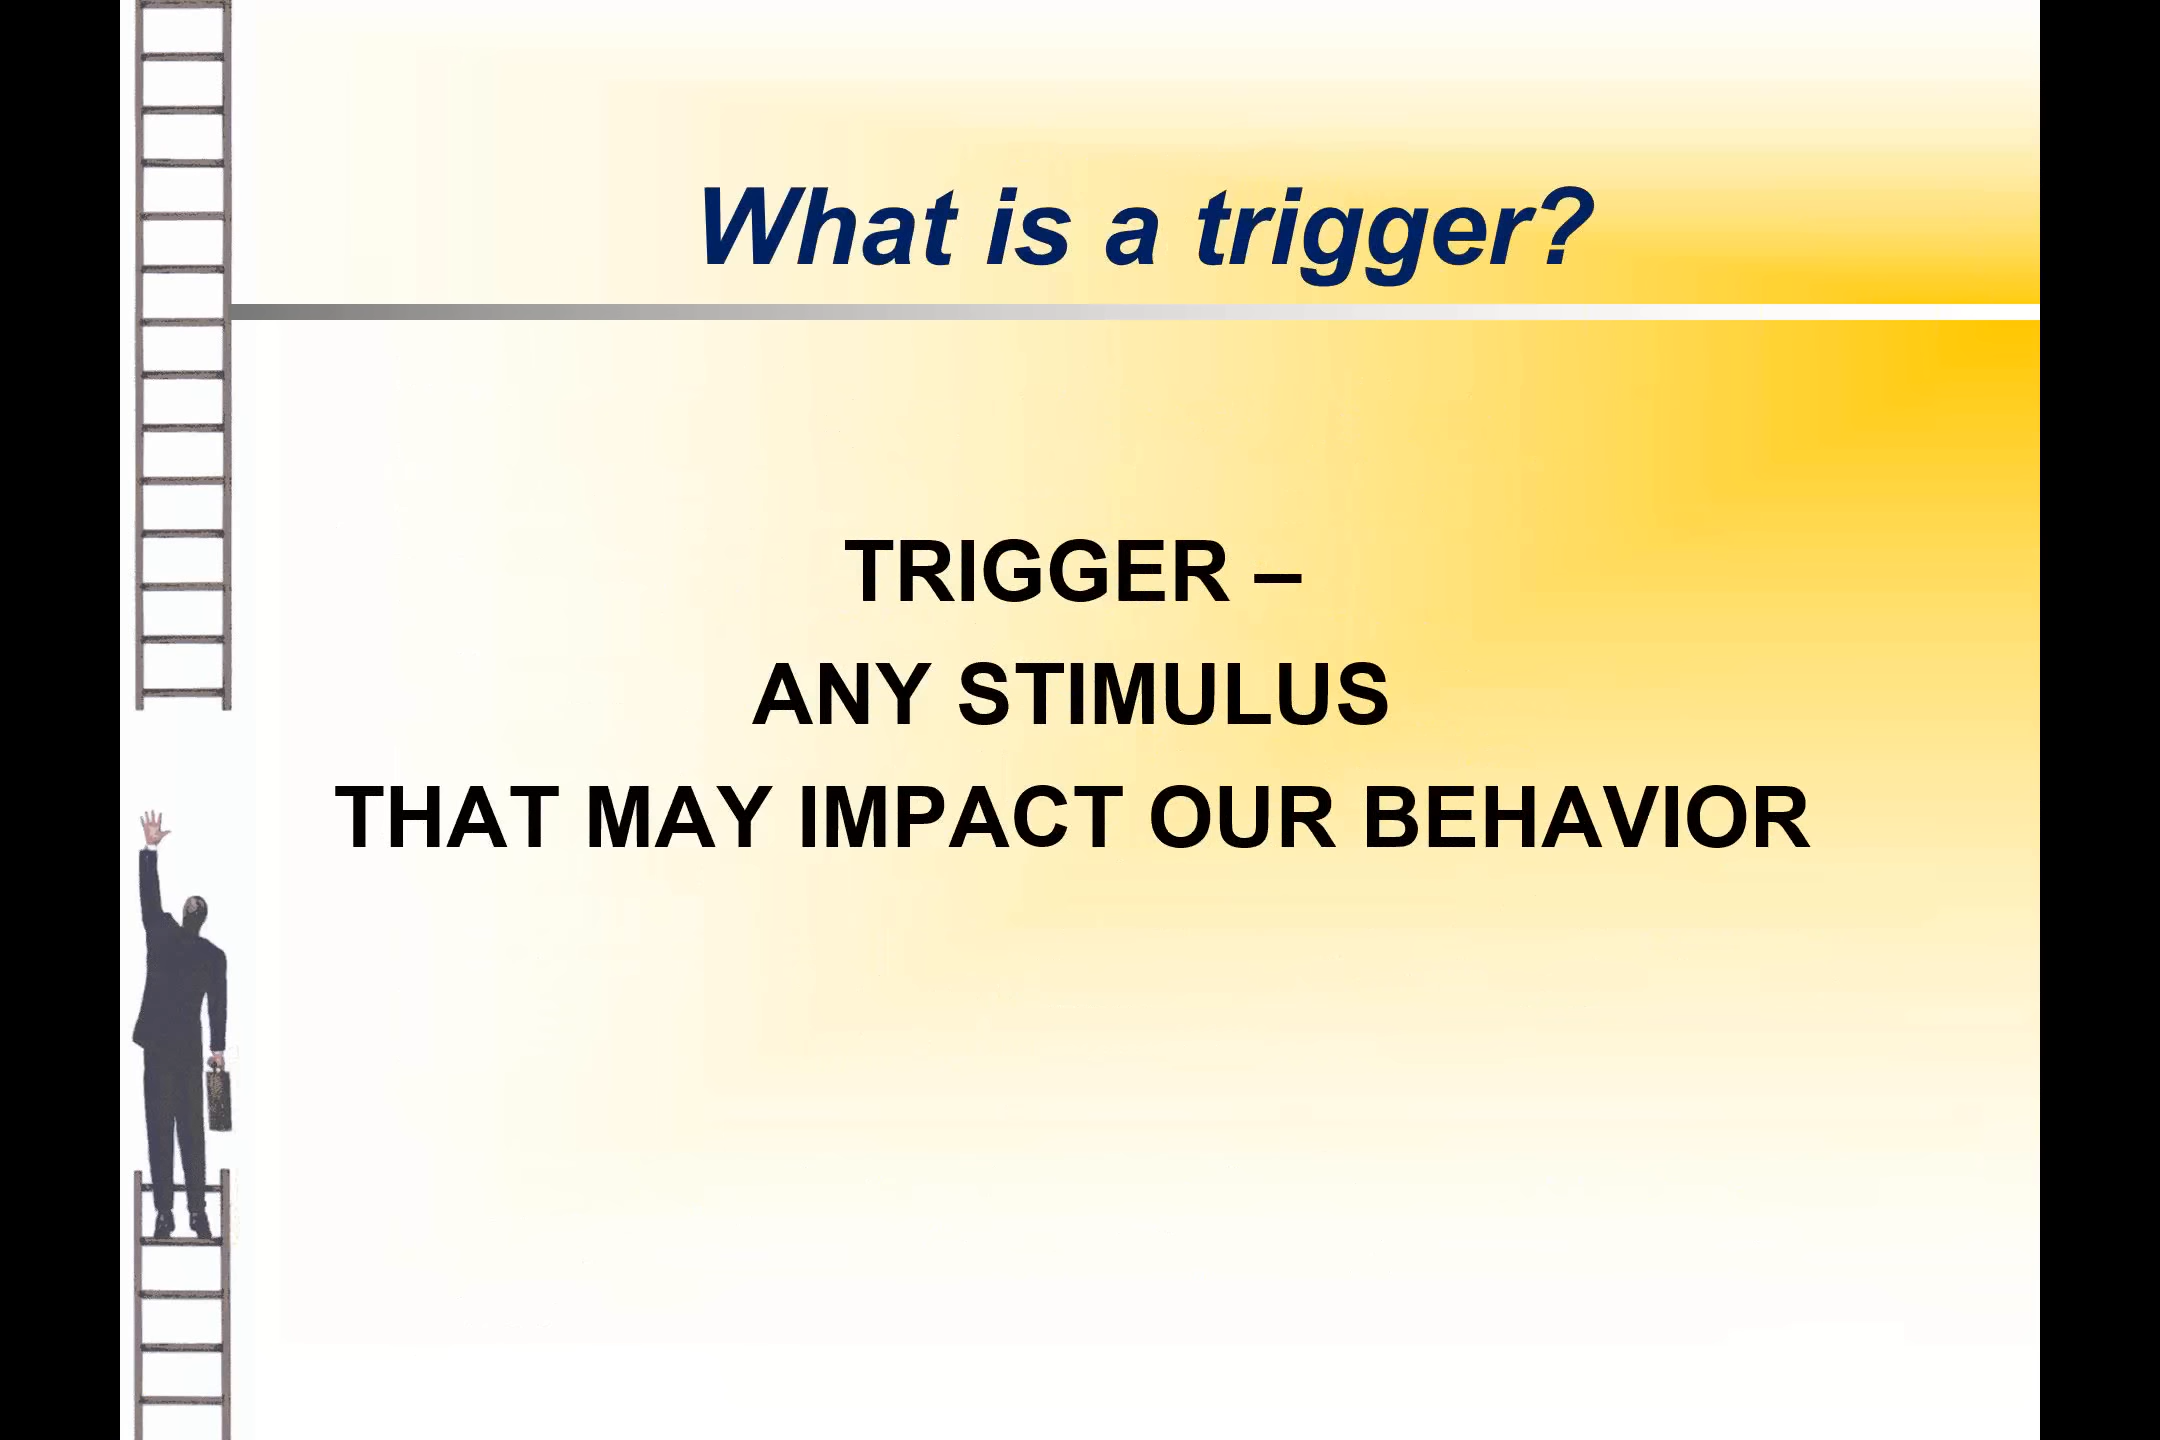 What is a trigger?
TRIGGER –
ANY STIMULUS
THAT MAY IMPACT OUR BEHAVIOR